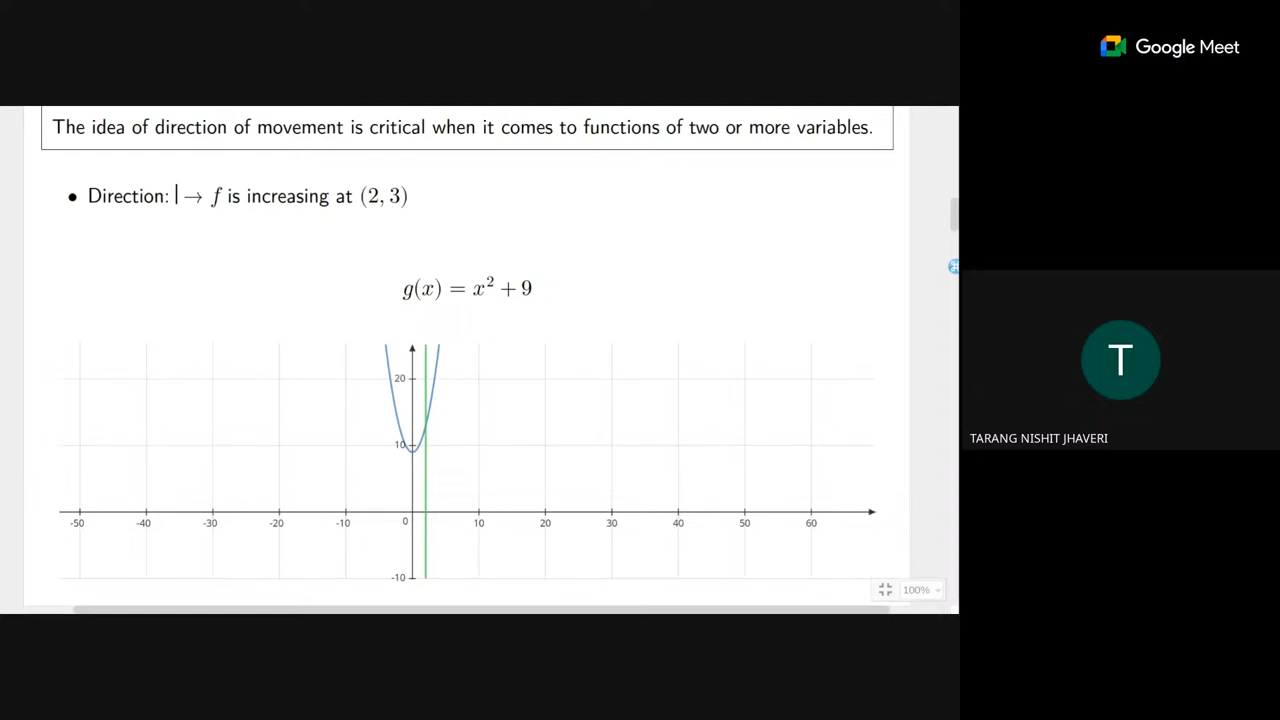 Google Meet
The idea of direction of movement is critical when it comes to functions of two or more variables.
• Direction: | → f is increasing at (2, 3)
g(x) = x² + 9
20
10
-50 -40 -30 -20 -10 0 10 20 30 40 50 60
-10
100%
T
TARANG NISHIT JHAVERI